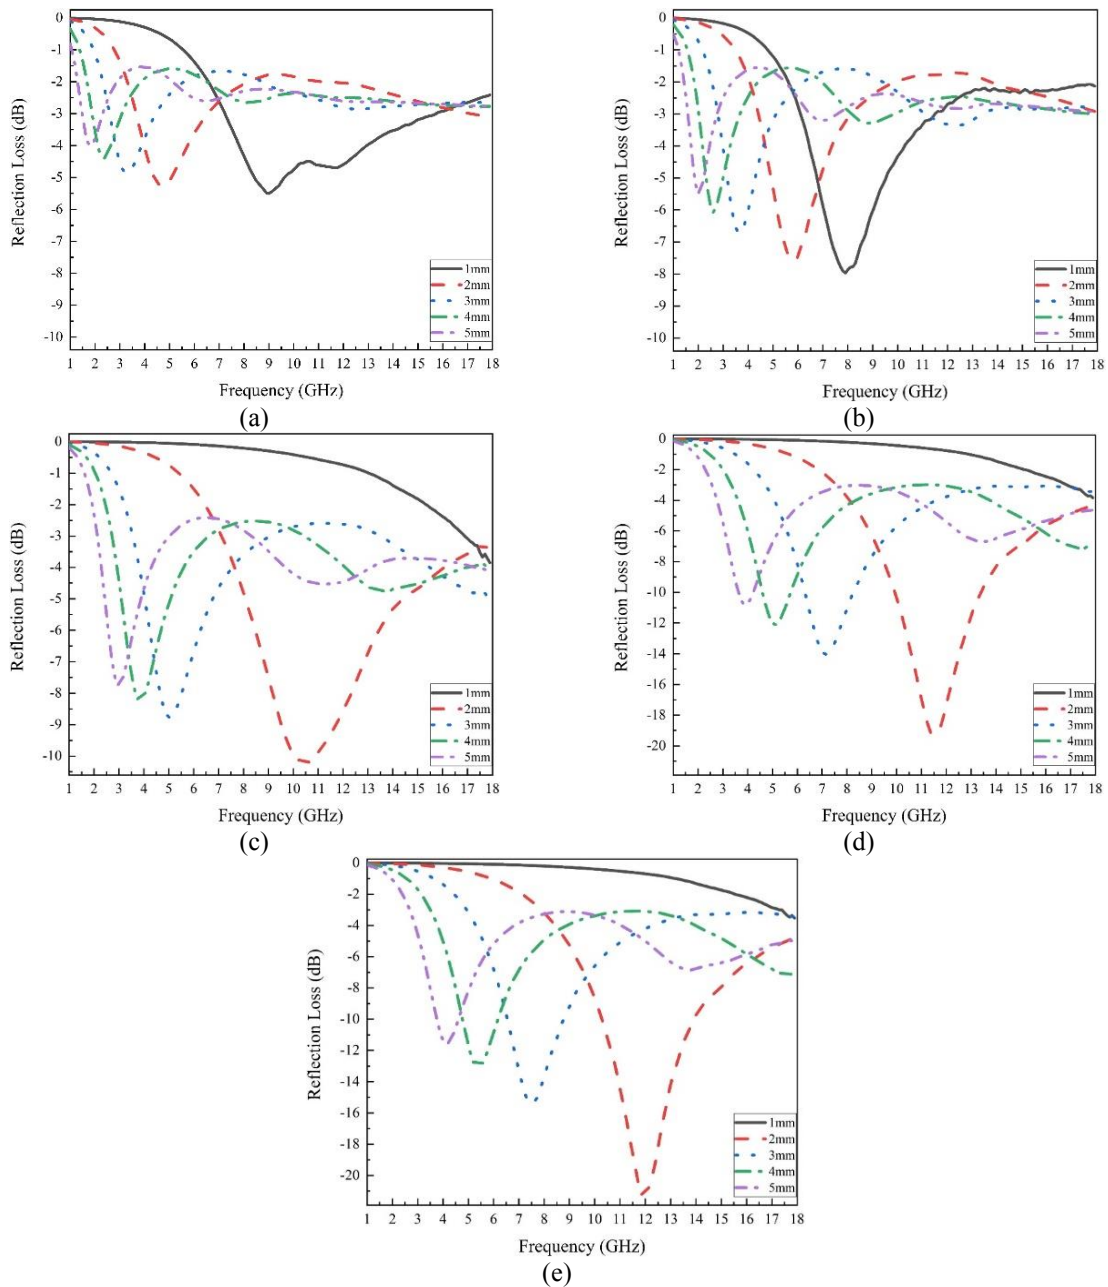 0
-1
-2
-3
-4
-5
-6
-7
-8
-9
-10
Reflection Loss (dB)
1mm
2mm
3mm
4mm
5mm
1 2 3 4 5 6 7 8 9 10 11 12 13 14 15 16 17 18
Frequency (GHz)
(a)
0
-1
-2
-3
-4
-5
-6
-7
-8
-9
-10
Reflection Loss (dB)
1mm
2mm
3mm
4mm
5mm
1 2 3 4 5 6 7 8 9 10 11 12 13 14 15 16 17 18
Frequency (GHz)
(b)
0
-1
-2
-3
-4
-5
-6
-7
-8
-9
-10
Reflection Loss (dB)
1mm
2mm
3mm
4mm
5mm
1 2 3 4 5 6 7 8 9 10 11 12 13 14 15 16 17 18
Frequency (GHz)
(c)
0
-2
-4
-6
-8
-10
-12
-14
-16
-18
-20
Reflection Loss (dB)
1mm
2mm
3mm
4mm
5mm
1 2 3 4 5 6 7 8 9 10 11 12 13 14 15 16 17 18
Frequency (GHz)
(d)
0
-2
-4
-6
-8
-10
-12
-14
-16
-18
-20
Reflection Loss (dB)
1mm
2mm
3mm
4mm
5mm
1 2 3 4 5 6 7 8 9 10 11 12 13 14 15 16 17 18
Frequency (GHz)
(e)